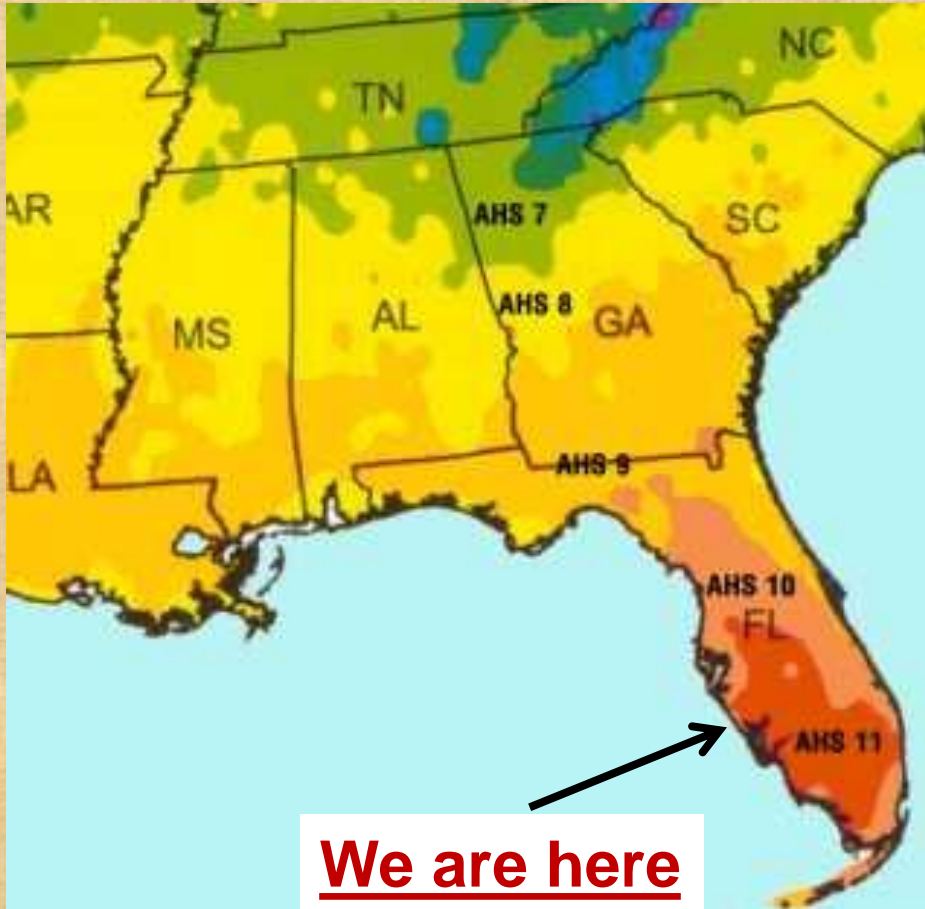 NC
TN
AR
AHS 7
SC
AHS 8
MS
AL
GA
LA
AHS 9
AHS 10
FL
AHS 11
We are here